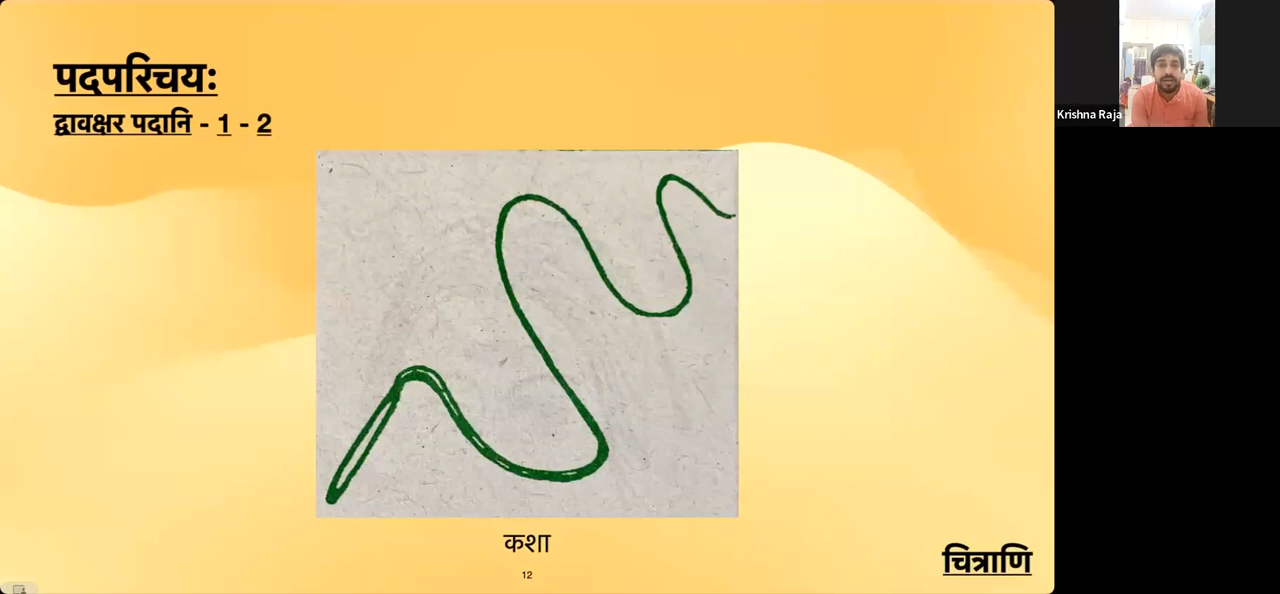 पदपरिचयः
द्वावक्षर पदानि - 1 - 2
Krishna Raja
कशा
12
चित्राणि